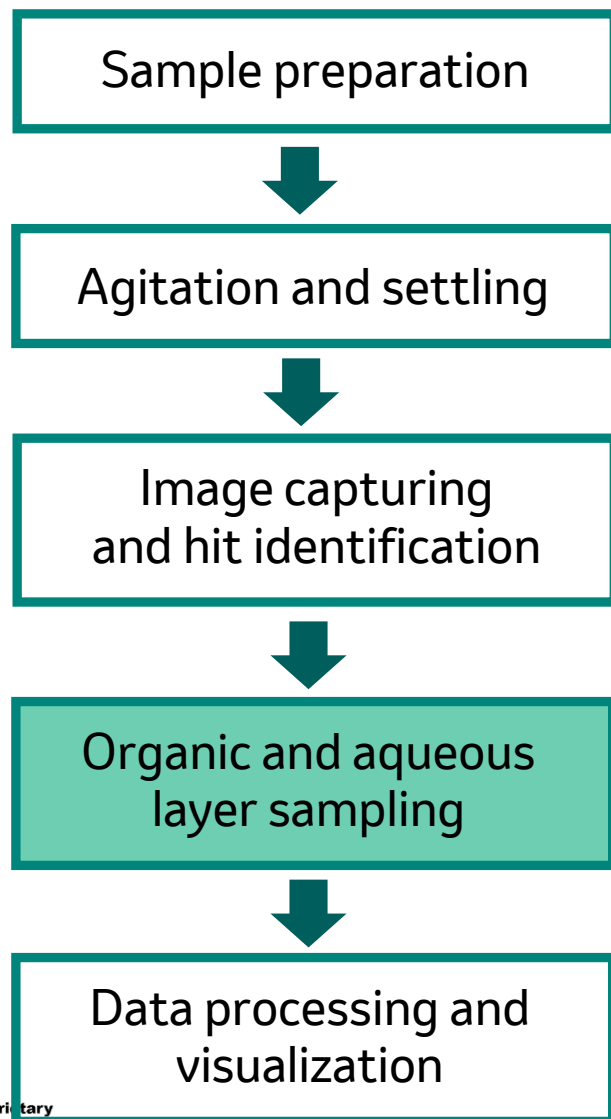 Sample preparation
Agitation and settling
Image capturing
and hit identification
Organic and aqueous
layer sampling
Data processing and
visualization